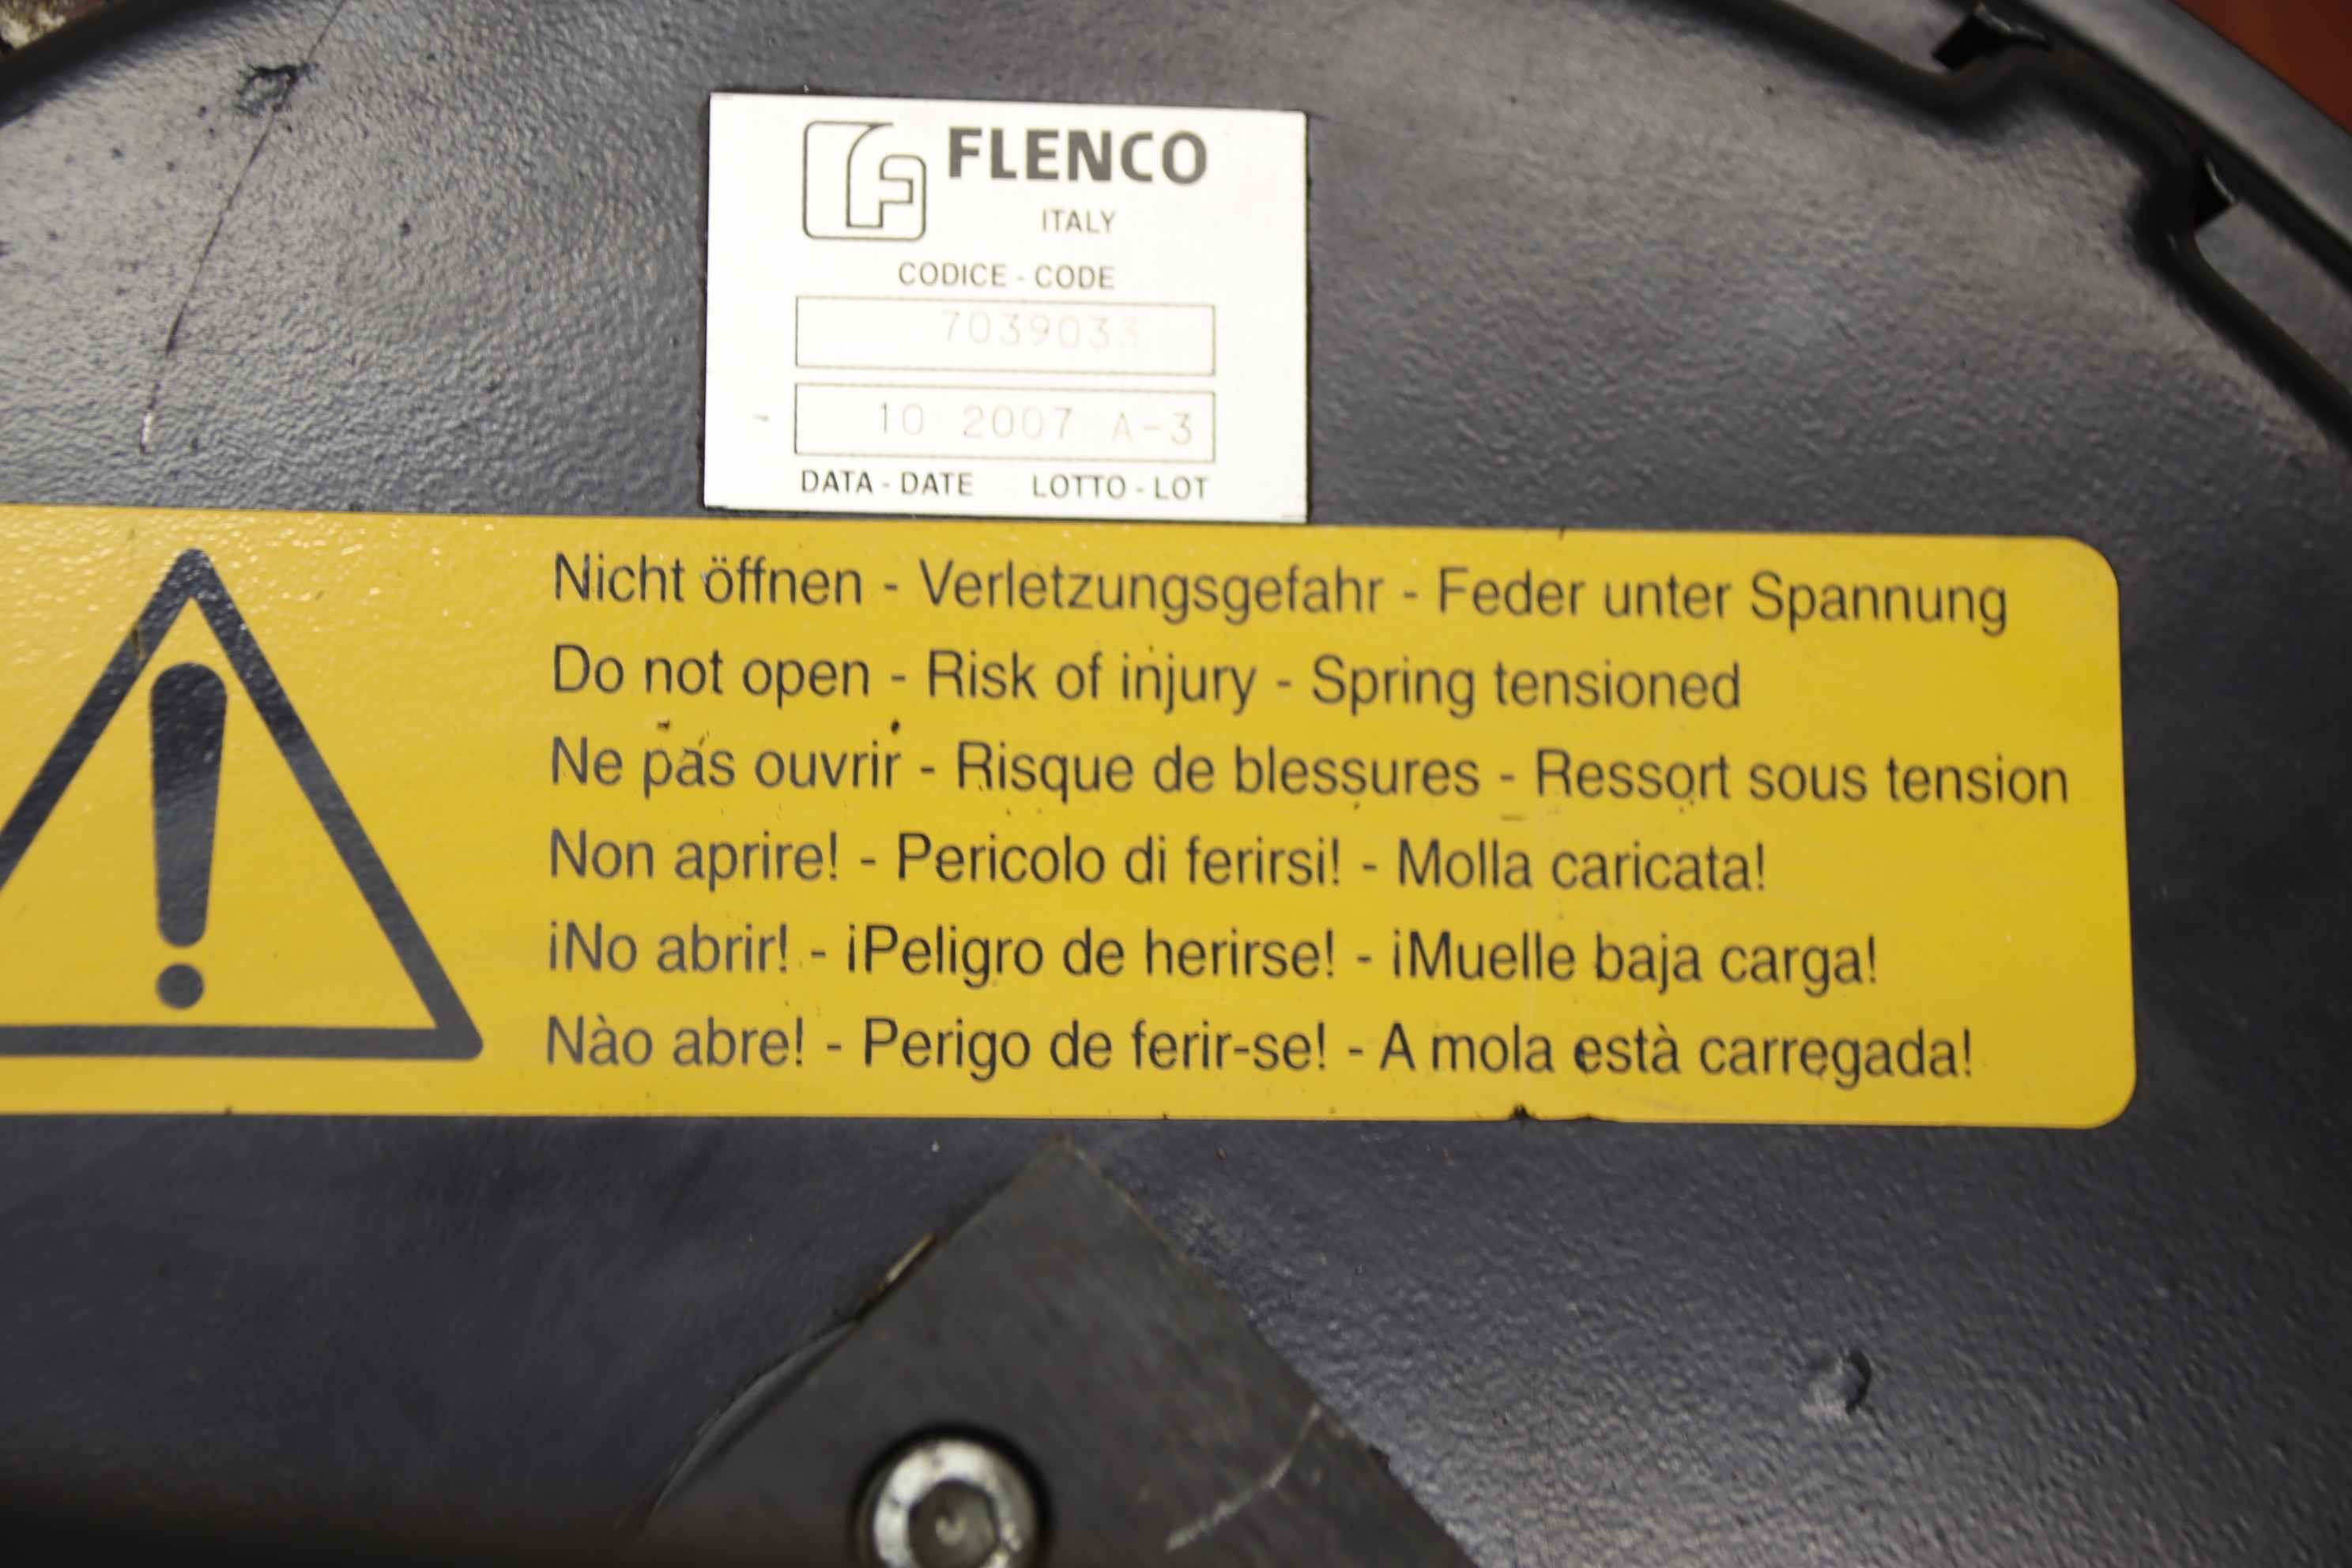 FLENCO
ITALY
CODICE - CODE
7039033
10 2007 A-3
DATA - DATE LOTTO - LOT
Nicht öffnen - Verletzungsgefahr - Feder unter Spannung
Do not open - Risk of injury - Spring tensioned
Ne pas ouvrir - Risque de blessures - Ressort sous tension
Non aprire! - Pericolo di ferirsi! - Molla caricata!
¡No abrir! - ¡Peligro de herirse! - ¡Muelle baja carga!
Nào abre! - Perigo de ferir-se! - A mola està carregada!